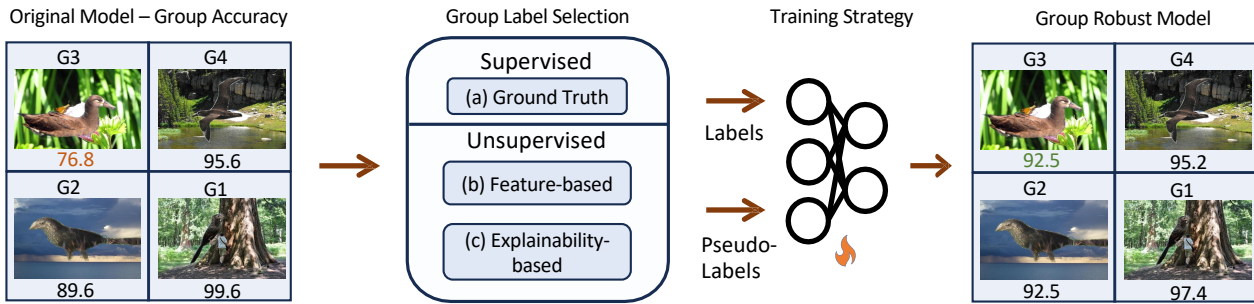 Original Model – Group Accuracy
G3
G4
76.8
95.6
G2
G1
89.6
99.6
Group Label Selection
Supervised
(a) Ground Truth
Unsupervised
(b) Feature-based
(c) Explainability-
based
Training Strategy
Labels
Pseudo-
Labels
Group Robust Model
G3
G4
92.5
95.2
G2
G1
92.5
97.4